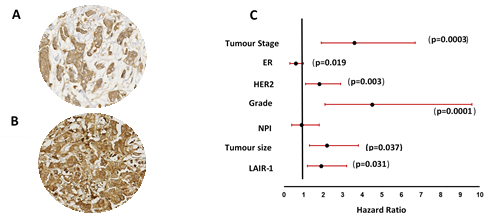 A
B
C
Tumour Stage
(p=0.0003)
ER
(p=0.019
HER2
(p=0.003)
Grade
(p=0.0001)
NPI
Tumour size
(p=0.037)
LAIR-1
(p=0.031)
0 1 2 3 4 5 6 7 8 9 10
Hazard Ratio